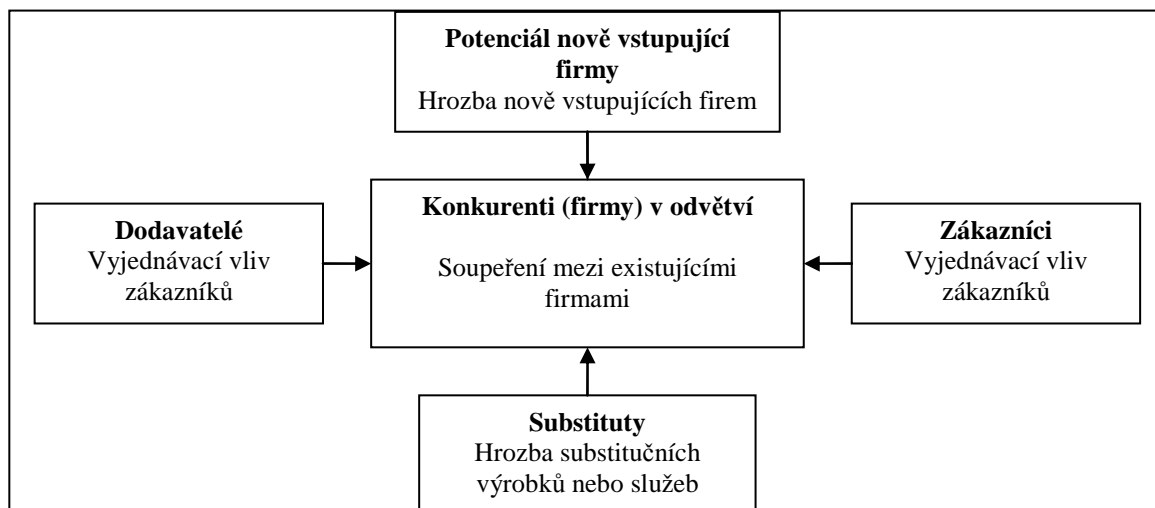 Potenciál nově vstupující
firmy
Hrozba nově vstupujících firem
Konkurenti (firmy) v odvětví
Soupeření mezi existujícími
firmami
Dodavatelé
Vyjednávací vliv
zákazníků
Zákazníci
Vyjednávací vliv
zákazníků
Substituty
Hrozba substitučních
výrobků nebo služeb